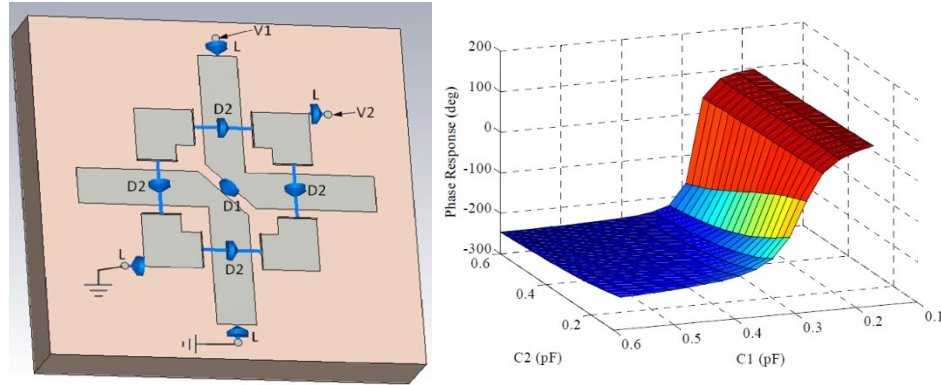 V1
L
L
D2
V2
D2
D1
D2
L
D2
L
200
100
0
-100
-200
-300
Phase Response (deg)
0.6
0.4
0.2
C2 (pF)
0.6
0.5
0.4
0.3
0.2
0.1
C1 (pF)